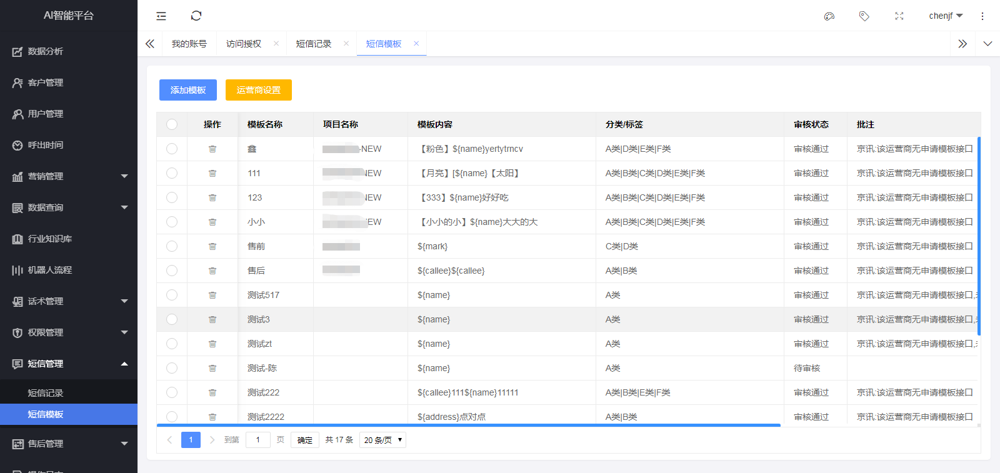 AI智能平台
chenjf
数据分析
客户管理
用户管理
呼出时间
营销管理
数据查询
行业知识库
机器人流程
话术管理
权限管理
短信管理
短信记录
短信模板
售后管理
我的账号
访问授权
短信记录
短信模板
添加模板 运营商设置
操作 模板名称 项目名称 模板内容 分类/标签 审核状态 批注
鑫 -NEW 【粉色】${name}yertytrncv A类|D类|E类|F类 审核通过 京讯:该运营商无申请模板接口
111 NEW 【月亮】[${name}【太阳】 A类|B类|C类|D类|E类|F类 审核通过 京讯:该运营商无申请模板接口
123 NEW 【333】${name}好好吃 A类|B类|C类|D类|E类|F类 审核通过 京讯:该运营商无申请模板接口
小小 EW 【小小的小】${name}大大的大 A类|B类|C类|D类|E类|F类 审核通过 京讯:该运营商无申请模板接口
售前 ${mark} C类|D类 审核通过 京讯:该运营商无申请模板接口
售后 ${callee}${callee} A类|B类 审核通过 京讯:该运营商无申请模板接口
测试517 ${name} A类 审核通过 京讯:该运营商无申请模板接口,
测试3 ${name} A类 审核通过 京讯:该运营商无申请模板接口,
测试zt ${name} A类 审核通过 京讯:该运营商无申请模板接口,
测试-陈 ${name} A类 待审核
测试222 ${callee}111${name}11111 A类|B类|E类|F类 审核通过 京讯:该运营商无申请模板接口
测试2222 ${address}点对点 A类|B类 审核通过 京讯:该运营商无申请模板接口
1 到第 1 页 确定 共 17 条 20 条/页